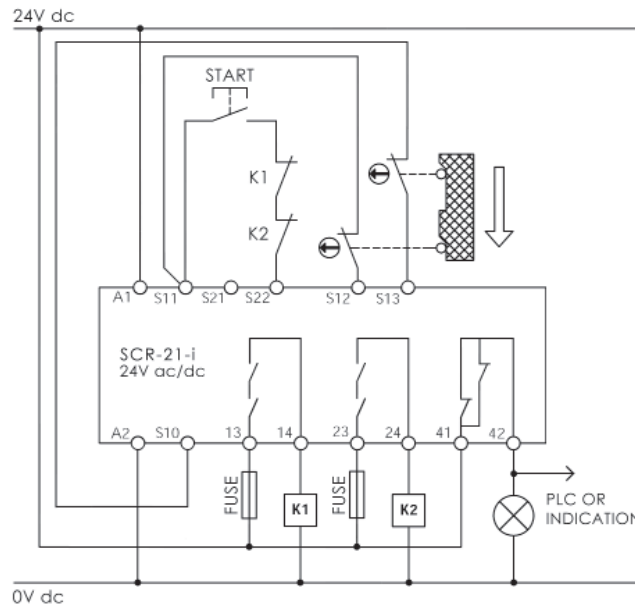 24V dc
START
K1
K2
A1
S11
S21
S22
S12
S13
SCR-21-i
24V ac/dc
A2
S10
13
14
23
24
41
42
FUSE
K1
FUSE
K2
PLC OR
INDICATION
0V dc